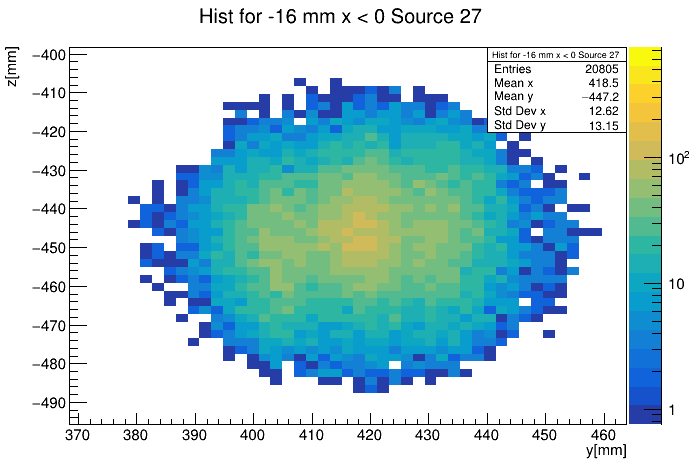 Hist for -16 mm x < 0 Source 27
z[mm]
Hist for -16 mm x < 0 Source 27
Entries 20805
Mean x 418.5
Mean y −447.2
Std Dev x 12.62
Std Dev y 13.15
−400
−410
−420
−430
−440
−450
−460
−470
−480
−490
370 380 390 400 410 420 430 440 450 460
y[mm]
10²
10
1